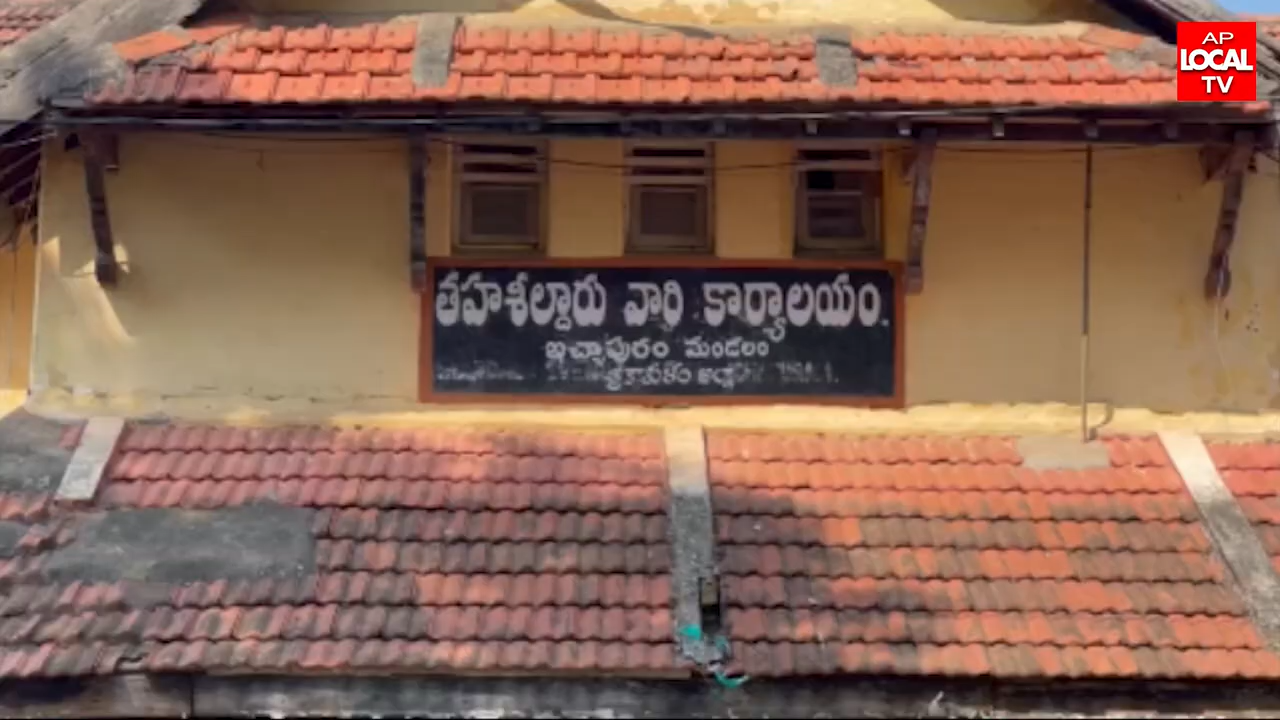 AP
LOCAL
TV
తహశీల్దారు వారి కార్యాలయం.
ఇచ్ఛాపురం మండలం
శ్రీకాకుళం జిల్లా